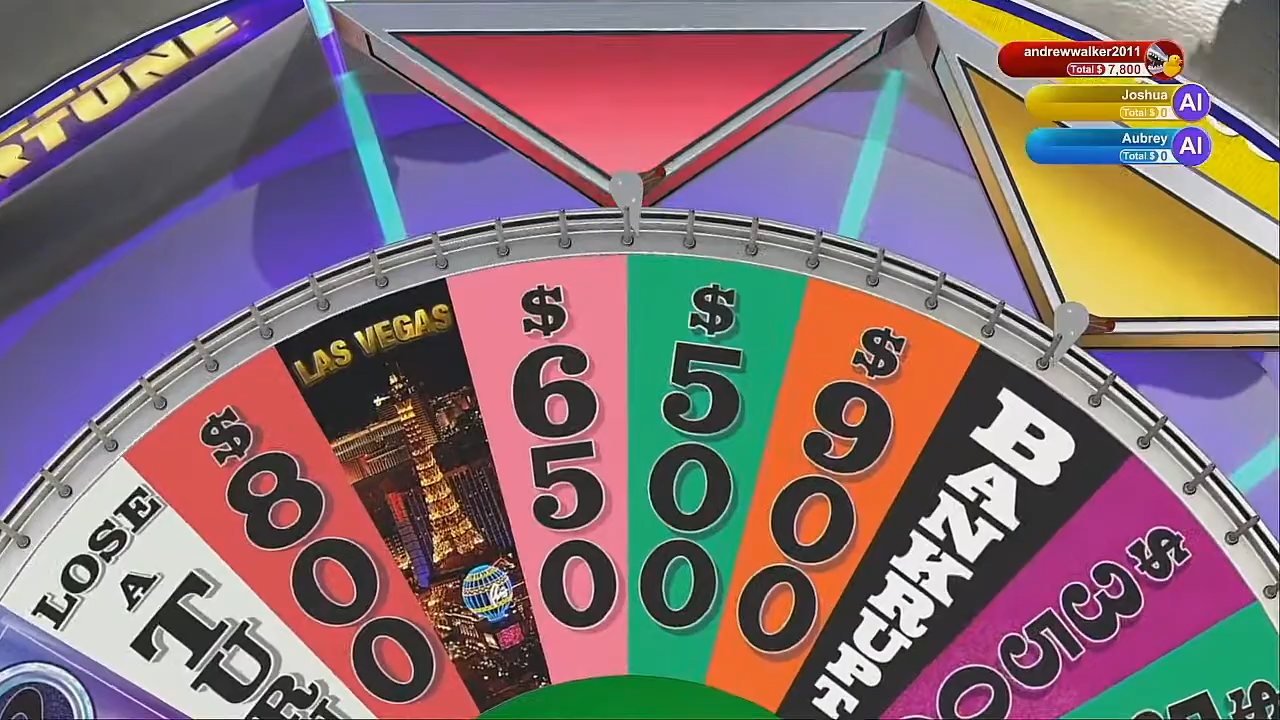 RTUNE
andrewwalker2011
Total $ 7,800
Joshua
AI
Total $ 0
Aubrey
AI
Total $ 0
LOSE
A
TURN
$800
LAS VEGAS
$650
$500
$900
BANKRUPT
$350
$